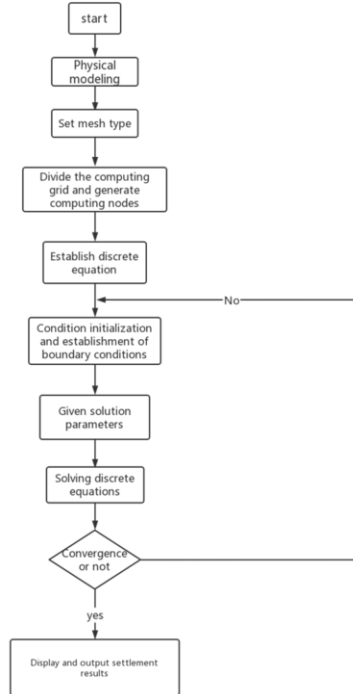 start
Physical
modeling
Set mesh type
Divide the computing
grid and generate
computing nodes
Establish discrete
equation
No
Condition initialization
and establishment of
boundary conditions
Given solution
parameters
Solving discrete
equations
Convergence
or not
yes
Display and output settlement
results